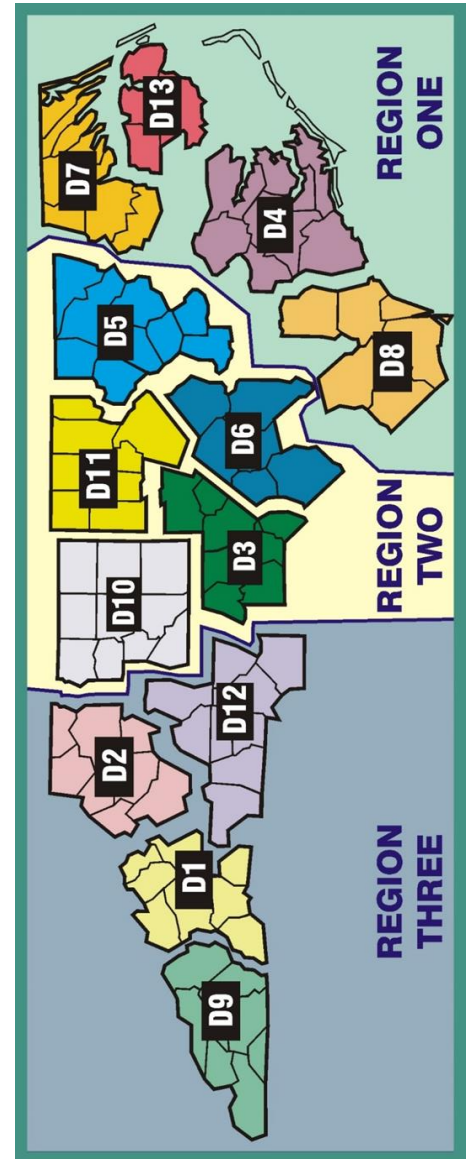 D9
D1
D2
D12
D10
D3
D11
D6
D5
D8
D7
D4
D13
REGION
THREE
REGION
TWO
REGION
ONE